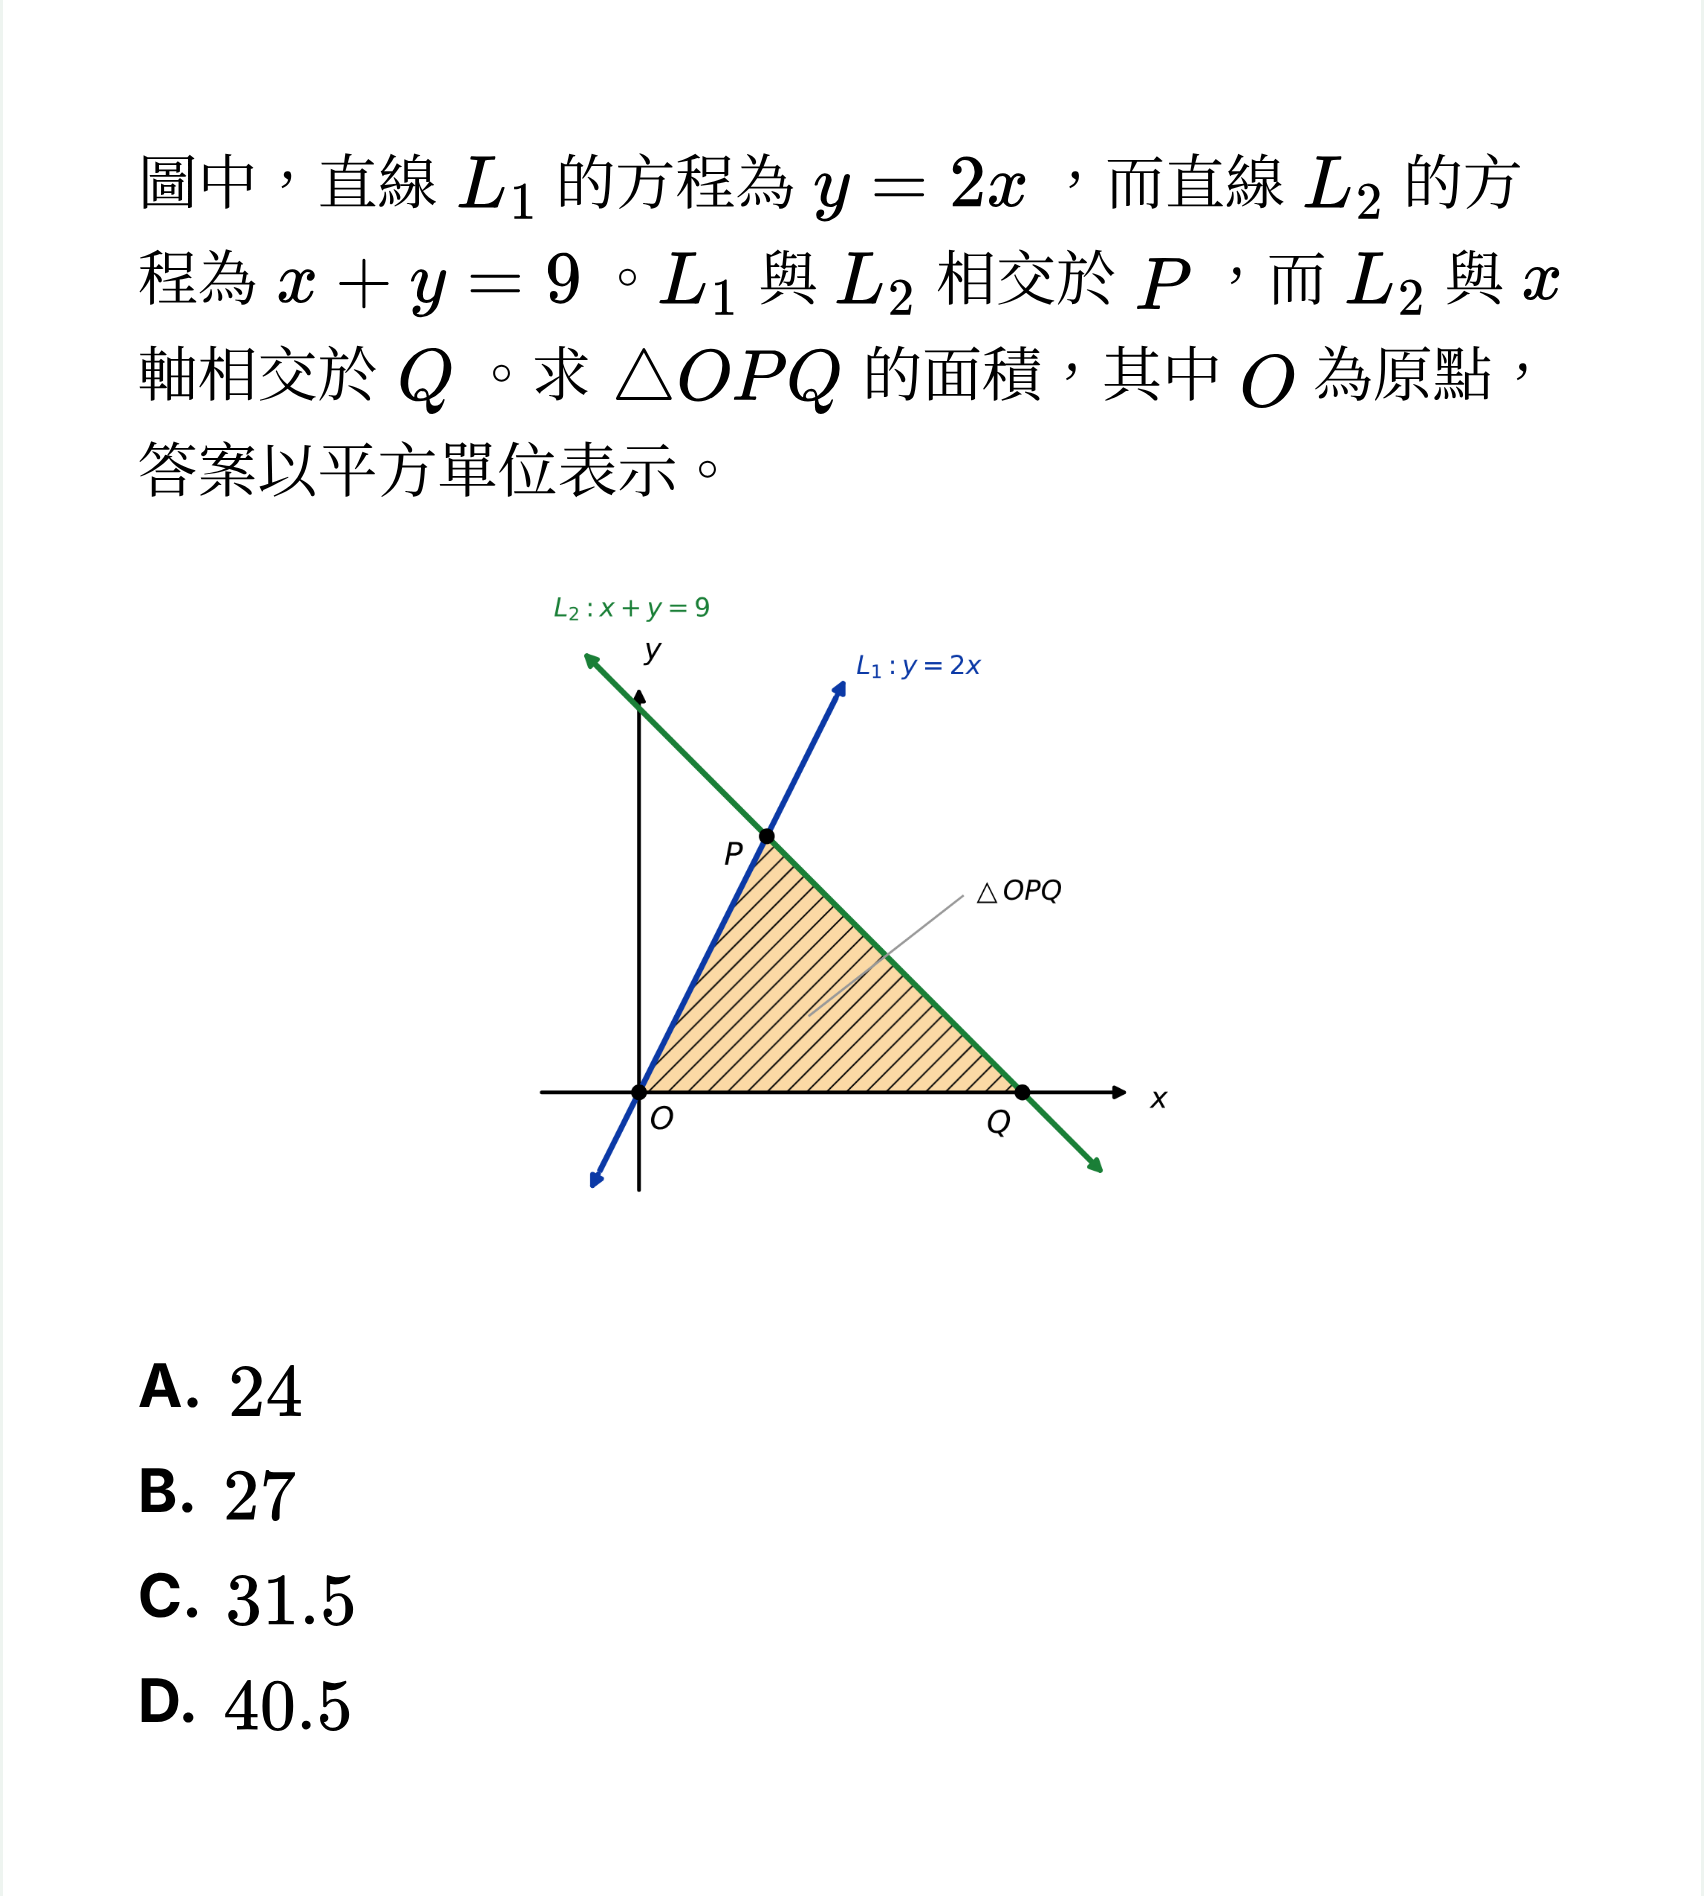 圖中，直線 L₁ 的方程為 y = 2x ，而直線 L₂ 的方
程為 x + y = 9 。L₁ 與 L₂ 相交於 P ，而 L₂ 與 x
軸相交於 Q 。求 △OPQ 的面積，其中 O 為原點，
答案以平方單位表示。
L₂ : x + y = 9
y
L₁ : y = 2x
P
△ OPQ
x
O
Q
A. 24
B. 27
C. 31.5
D. 40.5